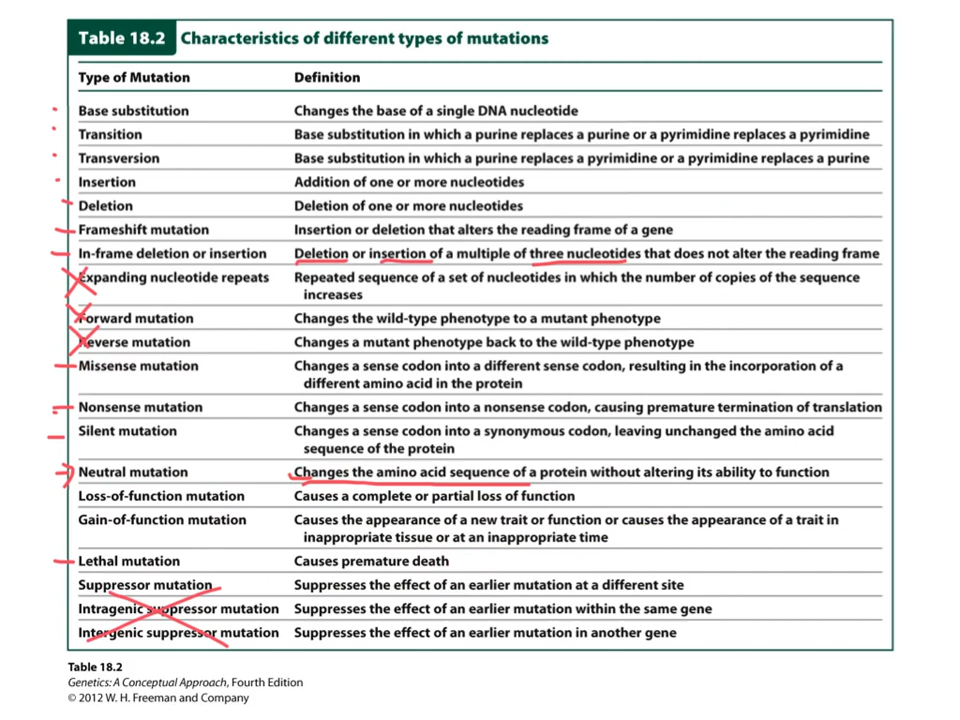 Table 18.2 Characteristics of different types of mutations
Type of Mutation Definition
Base substitution Changes the base of a single DNA nucleotide
Transition Base substitution in which a purine replaces a purine or a pyrimidine replaces a pyrimidine
Transversion Base substitution in which a purine replaces a pyrimidine or a pyrimidine replaces a purine
Insertion Addition of one or more nucleotides
Deletion Deletion of one or more nucleotides
Frameshift mutation Insertion or deletion that alters the reading frame of a gene
In-frame deletion or insertion Deletion or insertion of a multiple of three nucleotides that does not alter the reading frame
Expanding nucleotide repeats Repeated sequence of a set of nucleotides in which the number of copies of the sequence
increases
Forward mutation Changes the wild-type phenotype to a mutant phenotype
Reverse mutation Changes a mutant phenotype back to the wild-type phenotype
Missense mutation Changes a sense codon into a different sense codon, resulting in the incorporation of a
different amino acid in the protein
Nonsense mutation Changes a sense codon into a nonsense codon, causing premature termination of translation
Silent mutation Changes a sense codon into a synonymous codon, leaving unchanged the amino acid
sequence of the protein
Neutral mutation Changes the amino acid sequence of a protein without altering its ability to function
Loss-of-function mutation Causes a complete or partial loss of function
Gain-of-function mutation Causes the appearance of a new trait or function or causes the appearance of a trait in
inappropriate tissue or at an inappropriate time
Lethal mutation Causes premature death
Suppressor mutation Suppresses the effect of an earlier mutation at a different site
Intragenic suppressor mutation Suppresses the effect of an earlier mutation within the same gene
Intergenic suppressor mutation Suppresses the effect of an earlier mutation in another gene
Table 18.2
Genetics: A Conceptual Approach, Fourth Edition
© 2012 W. H. Freeman and Company